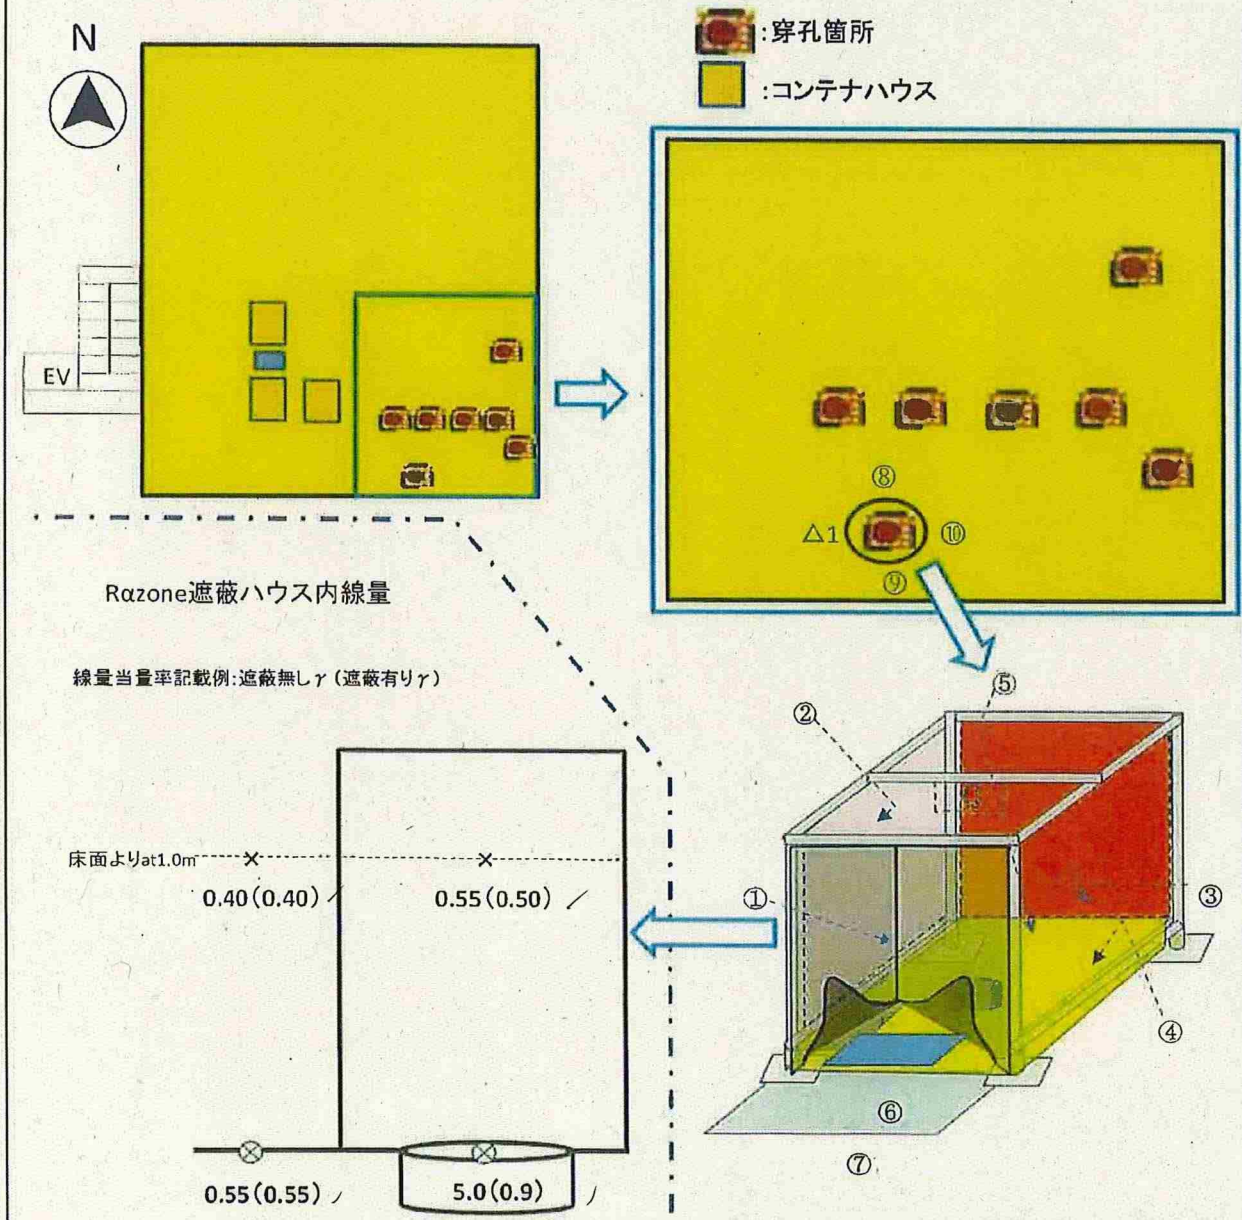 N
:穿孔箇所
:コンテナハウス
EV
⑧
△1
⑩
⑨
Rαzone遮蔽ハウス内線量
線量当量率記載例:遮蔽無しγ(遮蔽有りγ)
⑤
②
床面よりat1.0m
0.40(0.40)
0.55(0.50)
①
③
④
⑥
⑦
0.55(0.55)
5.0(0.9)